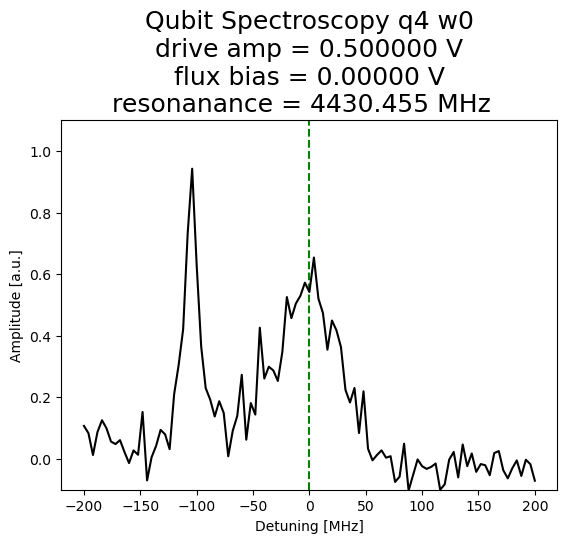 Qubit Spectroscopy q4 w0
drive amp = 0.500000 V
flux bias = 0.00000 V
resonanance = 4430.455 MHz
1.0
0.8
0.6
0.4
0.2
0.0
Amplitude [a.u.]
−200
−150
−100
−50
0
50
100
150
200
Detuning [MHz]